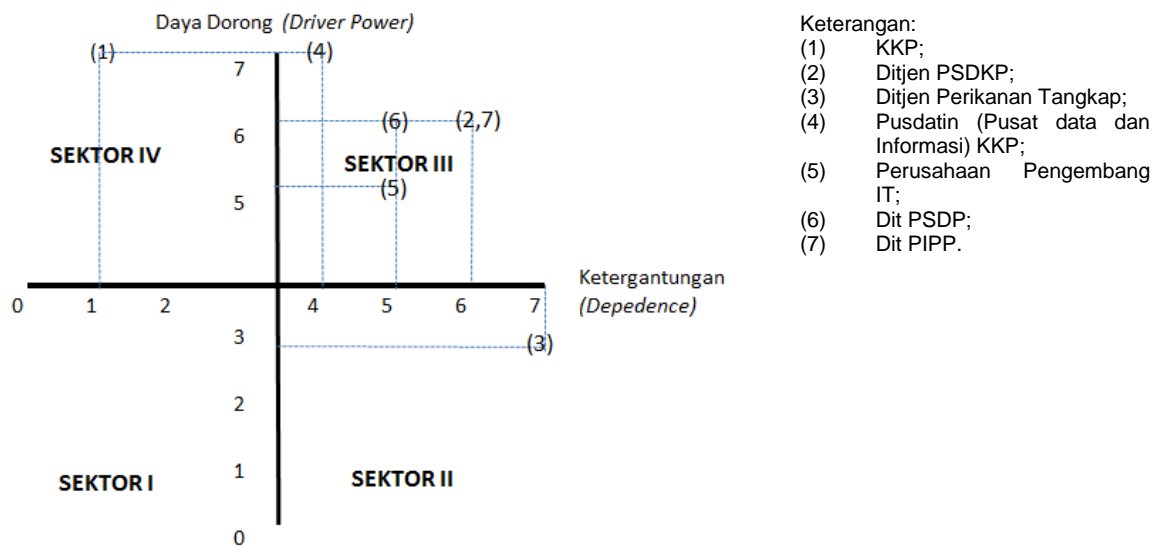 Daya Dorong (Driver Power)
(1) (4)
7
6 (6) (2,7)
SEKTOR IV SEKTOR III
(5)
5
Ketergantungan
(Depedence)
0 1 2 4 5 6 7
3 (3)
2
1
SEKTOR I SEKTOR II
0
Keterangan:
(1) KKP;
(2) Ditjen PSDKP;
(3) Ditjen Perikanan Tangkap;
(4) Pusdatin (Pusat data dan
Informasi) KKP;
(5) Perusahaan Pengembang
IT;
(6) Dit PSDP;
(7) Dit PIPP.